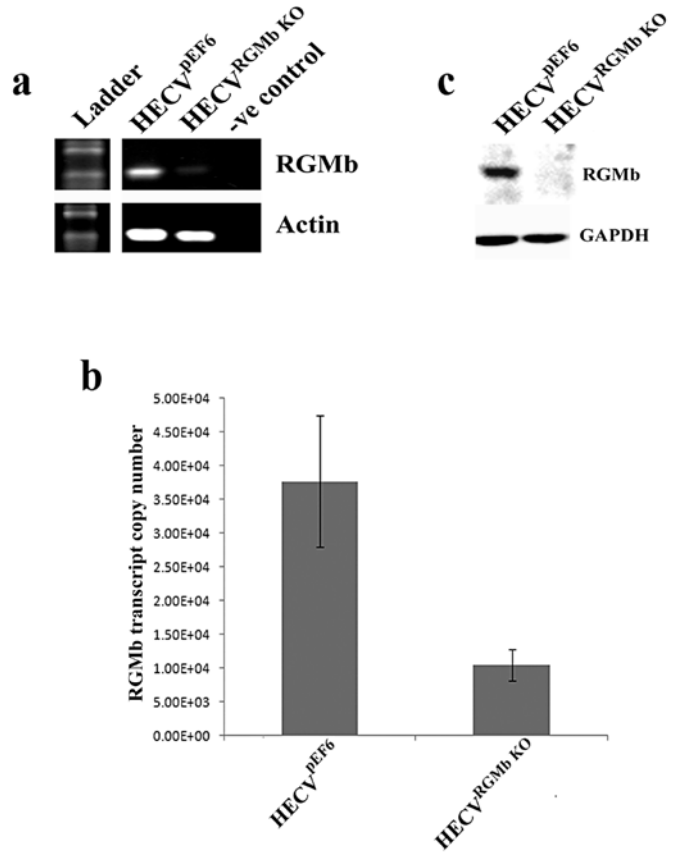 a
Ladder
HECV^pEF6
HECV^RGMb KO
-ve control
RGMb
Actin
c
HECV^pEF6
HECV^RGMb KO
RGMb
GAPDH
b
RGMb transcript copy number
5.00E+04
4.50E+04
4.00E+04
3.50E+04
3.00E+04
2.50E+04
2.00E+04
1.50E+04
1.00E+04
5.00E+03
0.00E+00
HECV^pEF6
HECV^RGMb KO